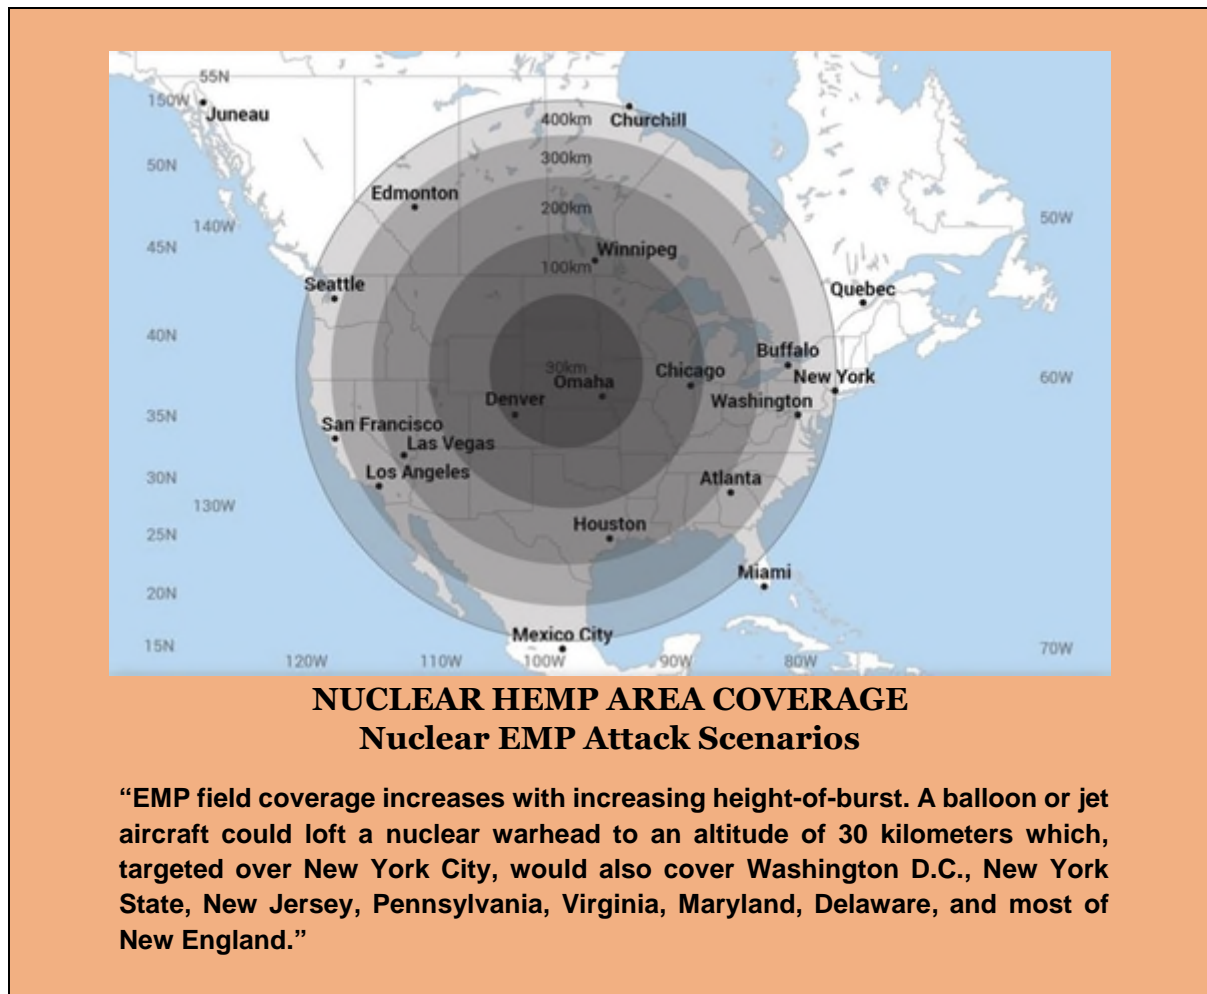 55N
150W
Juneau
400km
Churchill
50N
300km
Edmonton
200km
50W
140W
45N
Winnipeg
100km
Seattle
Quebec
40N
Buffalo
30km
Chicago
New York
60W
Omaha
Denver
Washington
35W
San Francisco
Las Vegas
Los Angeles
30N
Atlanta
130W
Houston
25N
Miami
20N
Mexico City
15N
120W
110W
100W
90W
80W
70W
NUCLEAR HEMP AREA COVERAGE
Nuclear EMP Attack Scenarios
“EMP field coverage increases with increasing height-of-burst. A balloon or jet
aircraft could loft a nuclear warhead to an altitude of 30 kilometers which,
targeted over New York City, would also cover Washington D.C., New York
State, New Jersey, Pennsylvania, Virginia, Maryland, Delaware, and most of
New England.”